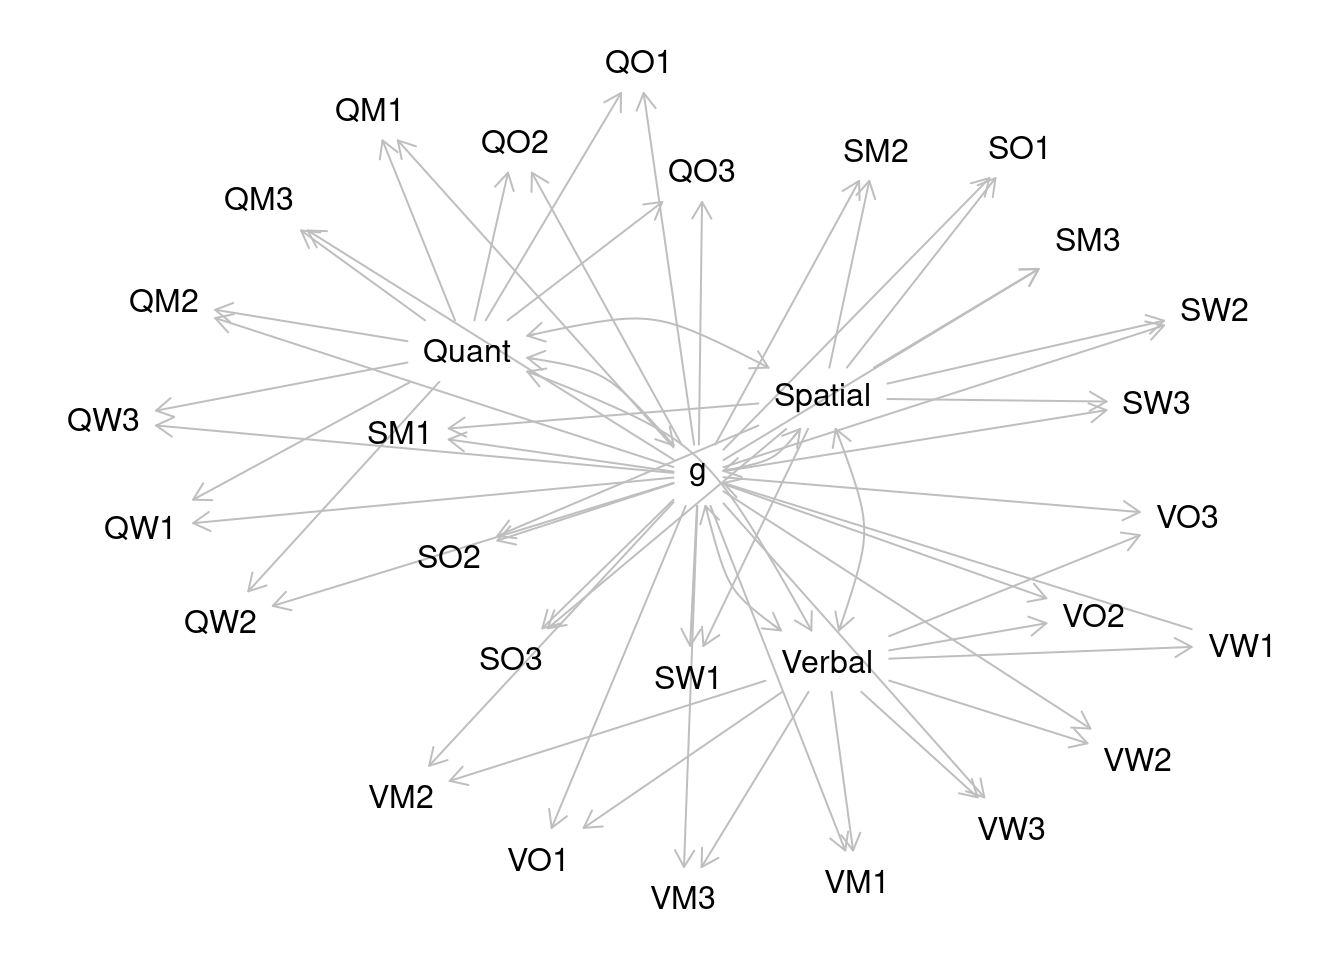 QO1
QM1
QO2
SO1
SM2
QO3
QM3
SM3
QM2
SW2
Quant
Spatial
SW3
QW3
SM1
g
VO3
QW1
SO2
VO2
QW2
VW1
SO3
Verbal
SW1
VW2
VM2
VW3
VO1
VM1
VM3